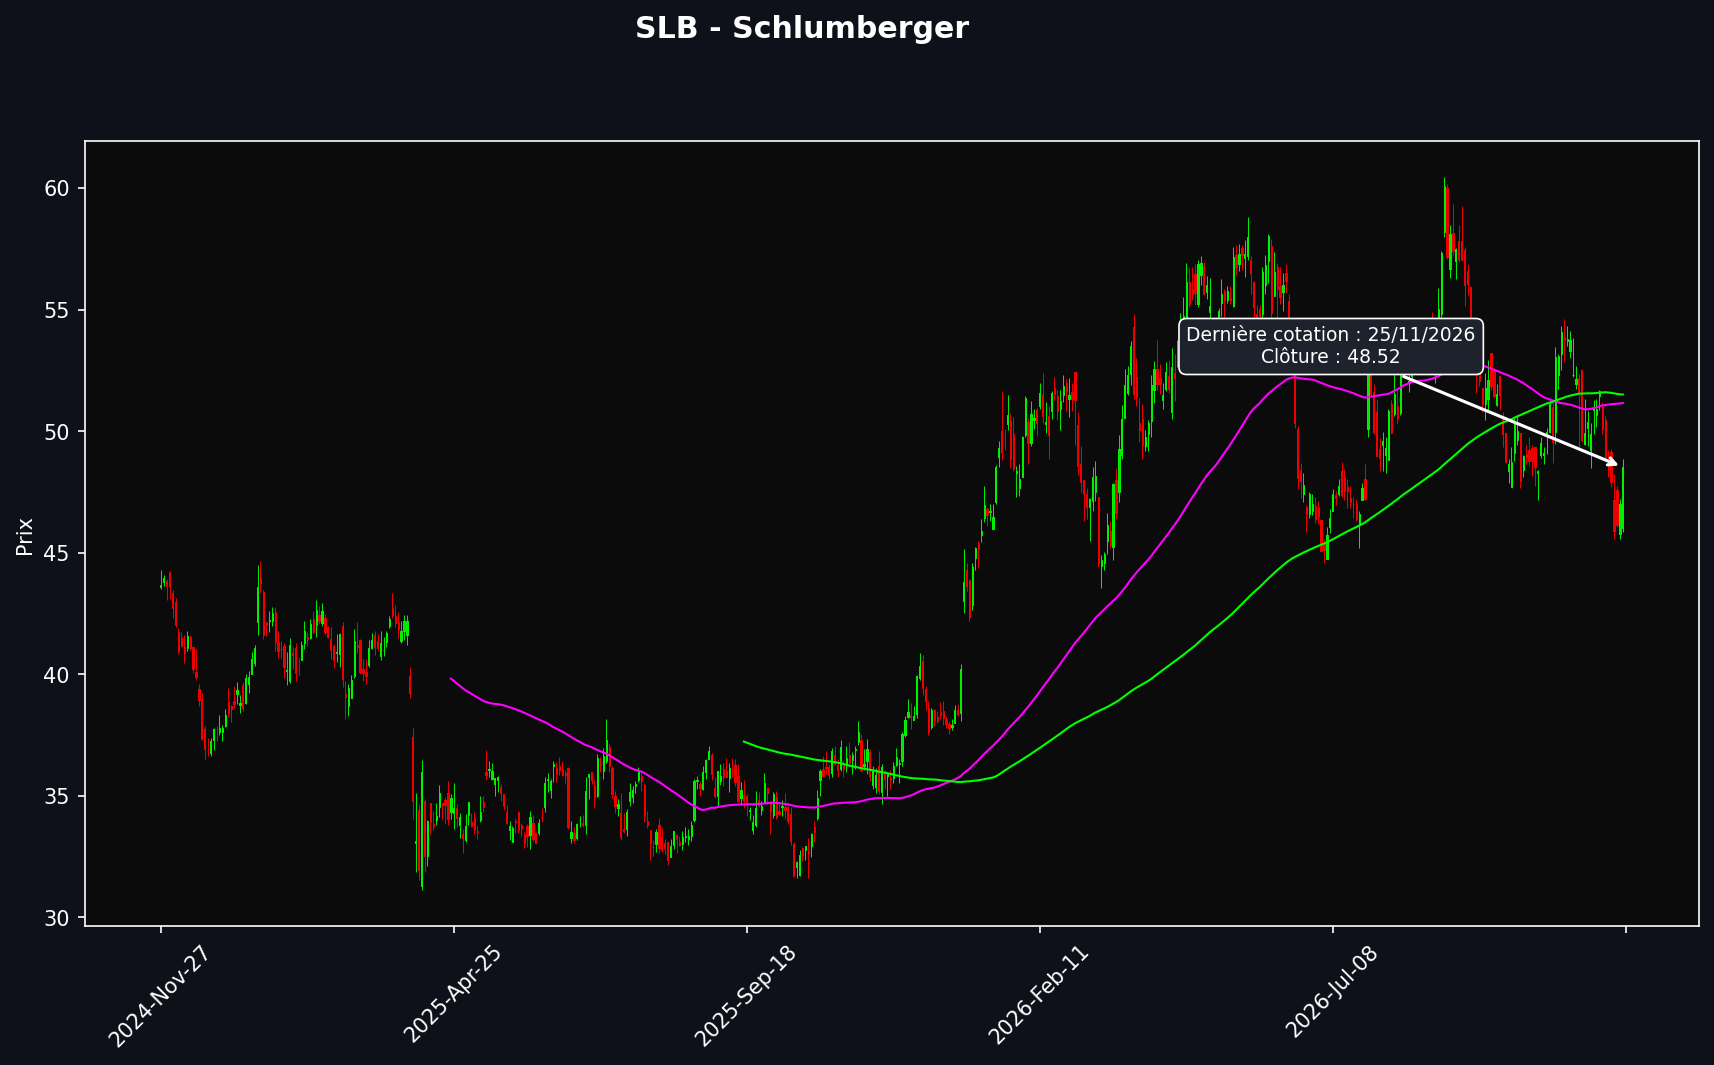 SLB - Schlumberger
60
55
50
45
40
35
30
Prix
Dernière cotation : 25/11/2026
Clôture : 48.52
2024-Nov-27
2025-Apr-25
2025-Sep-18
2026-Feb-11
2026-Jul-08